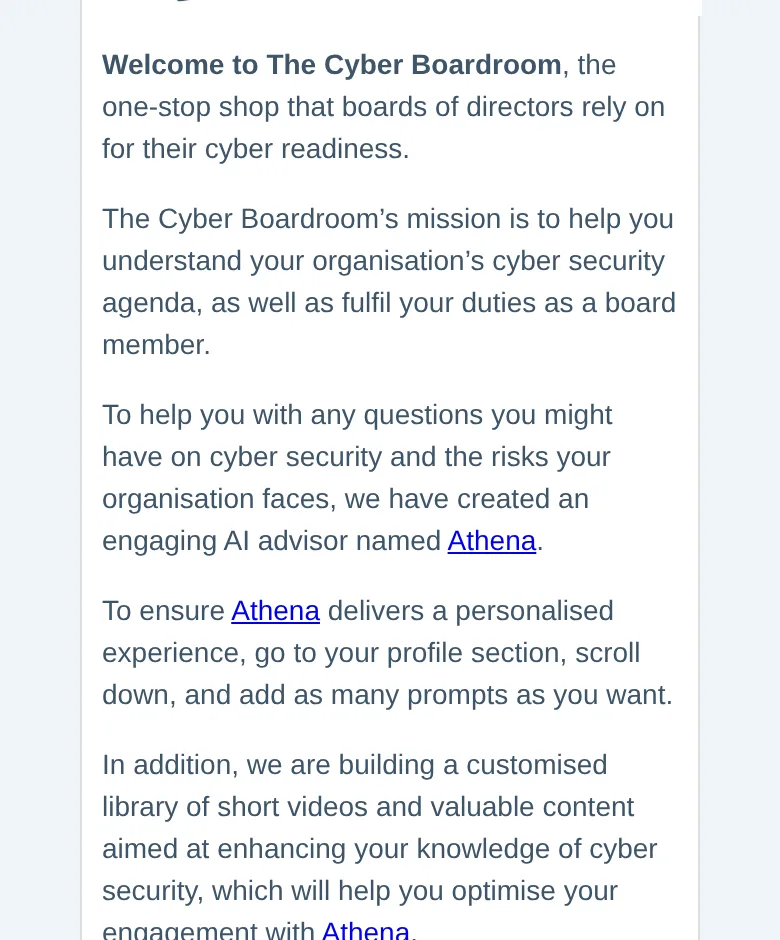 Welcome to The Cyber Boardroom, the
one-stop shop that boards of directors rely on
for their cyber readiness.
The Cyber Boardroom’s mission is to help you
understand your organisation’s cyber security
agenda, as well as fulfil your duties as a board
member.
To help you with any questions you might
have on cyber security and the risks your
organisation faces, we have created an
engaging AI advisor named Athena.
To ensure Athena delivers a personalised
experience, go to your profile section, scroll
down, and add as many prompts as you want.
In addition, we are building a customised
library of short videos and valuable content
aimed at enhancing your knowledge of cyber
security, which will help you optimise your
engagement with Athena.